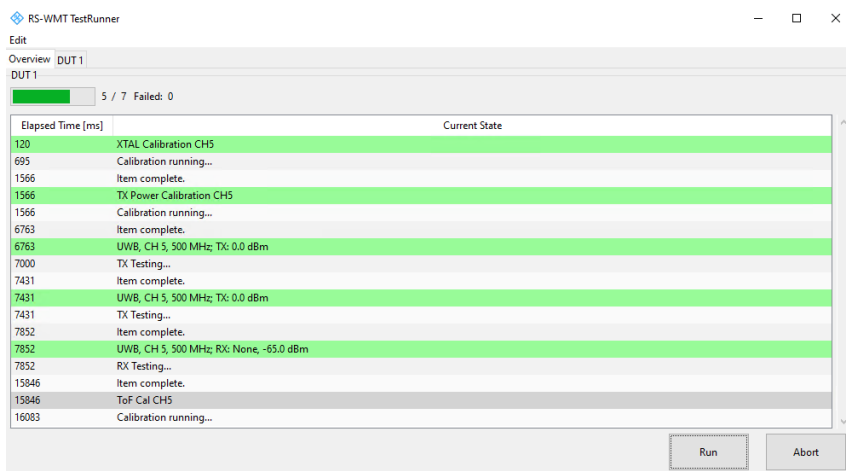 RS-WMT TestRunner
Edit
Overview DUT 1
DUT 1
5 / 7 Failed: 0
Elapsed Time [ms] Current State
120 XTAL Calibration CH5
695 Calibration running...
1566 Item complete.
1566 TX Power Calibration CH5
1566 Calibration running...
6763 Item complete.
6763 UWB, CH 5, 500 MHz; TX: 0.0 dBm
7000 TX Testing...
7431 Item complete.
7431 UWB, CH 5, 500 MHz; TX: 0.0 dBm
7431 TX Testing...
7852 Item complete.
7852 UWB, CH 5, 500 MHz; RX: None, -65.0 dBm
7852 RX Testing...
15846 Item complete.
15846 ToF Cal CH5
16083 Calibration running...
Run Abort